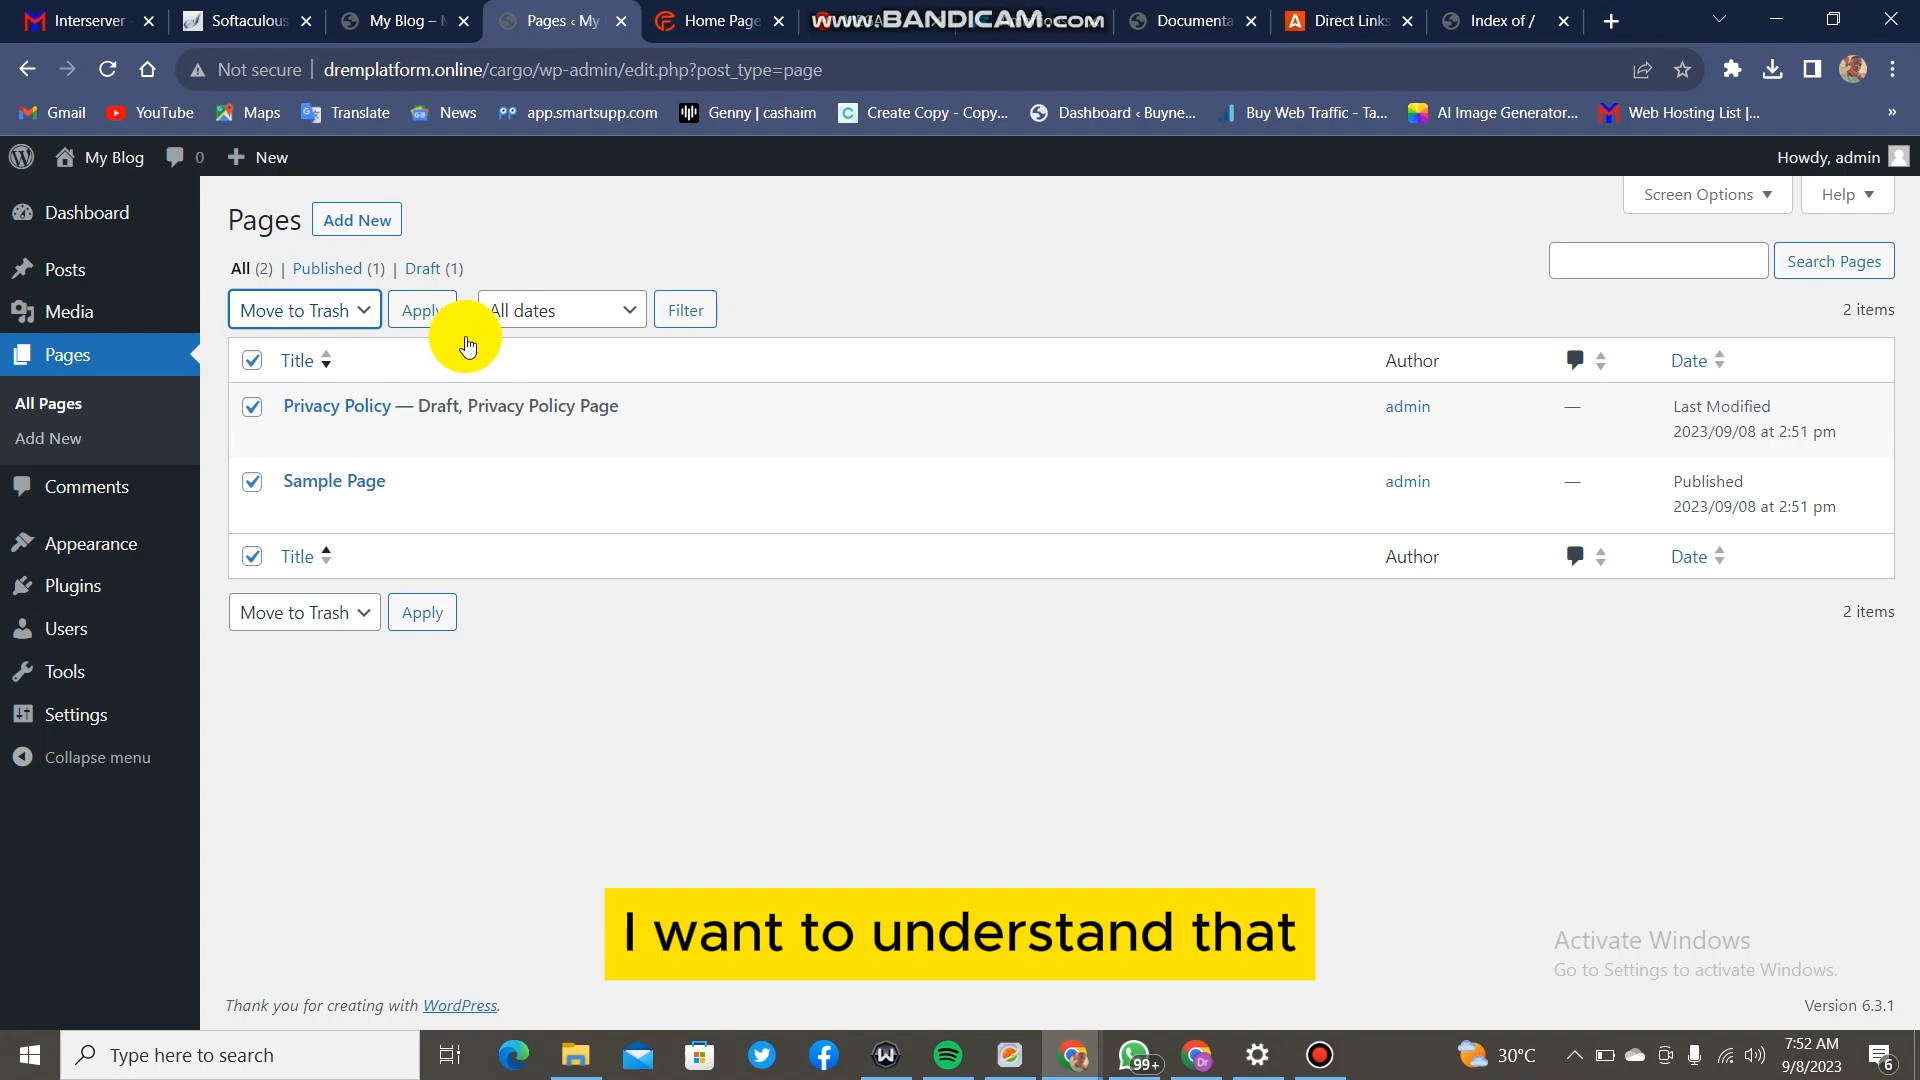 Interserver
Softaculous
My Blog –
Pages ‹ My
Home Page
www.BANDICAM.com
Documenta
Direct Links
Index of /
Not secure
dremplatform.online/cargo/wp-admin/edit.php?post_type=page
Gmail
YouTube
Maps
Translate
News
app.smartsupp.com
Genny | cashaim
Create Copy - Copy...
Dashboard ‹ Buyne...
Buy Web Traffic - Ta...
AI Image Generator...
Web Hosting List |...
»
My Blog
0
New
Howdy, admin
Dashboard
Posts
Media
Pages
All Pages
Add New
Comments
Appearance
Plugins
Users
Tools
Settings
Collapse menu
Screen Options
Help
Pages
Add New
All (2) | Published (1) | Draft (1)
Search Pages
Move to Trash
Apply
All dates
Filter
2 items
Title
Author
Date
Privacy Policy — Draft, Privacy Policy Page
admin
—
Last Modified
2023/09/08 at 2:51 pm
Sample Page
admin
—
Published
2023/09/08 at 2:51 pm
Title
Author
Date
Move to Trash
Apply
2 items
I want to understand that
Activate Windows
Go to Settings to activate Windows.
Thank you for creating with WordPress.
Version 6.3.1
Type here to search
99+
30°C
7:52 AM
9/8/2023
6